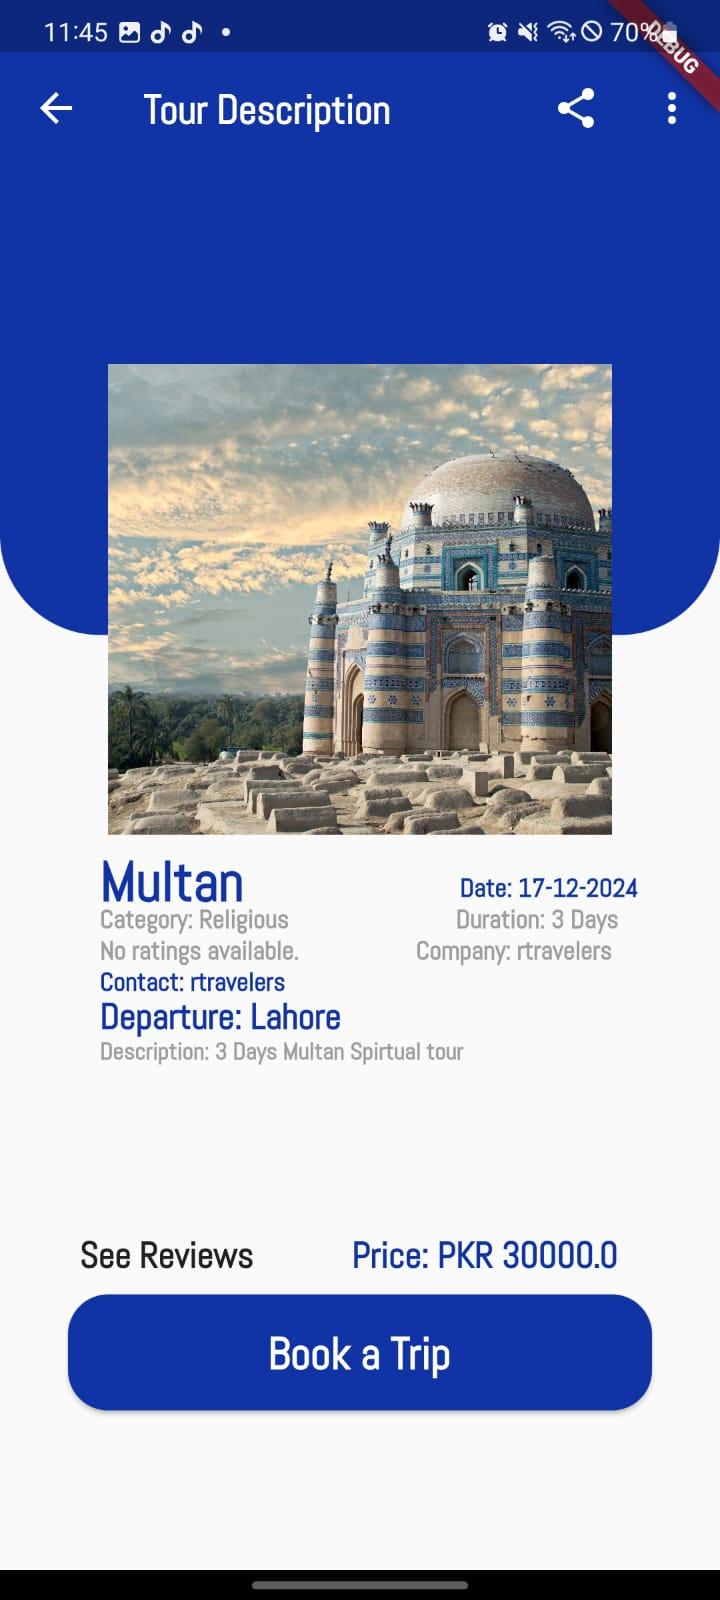 11:45
70%
DEBUG
Tour Description
Multan
Date: 17-12-2024
Category: Religious
Duration: 3 Days
No ratings available.
Company: rtravelers
Contact: rtravelers
Departure: Lahore
Description: 3 Days Multan Spirtual tour
See Reviews
Price: PKR 30000.0
Book a Trip